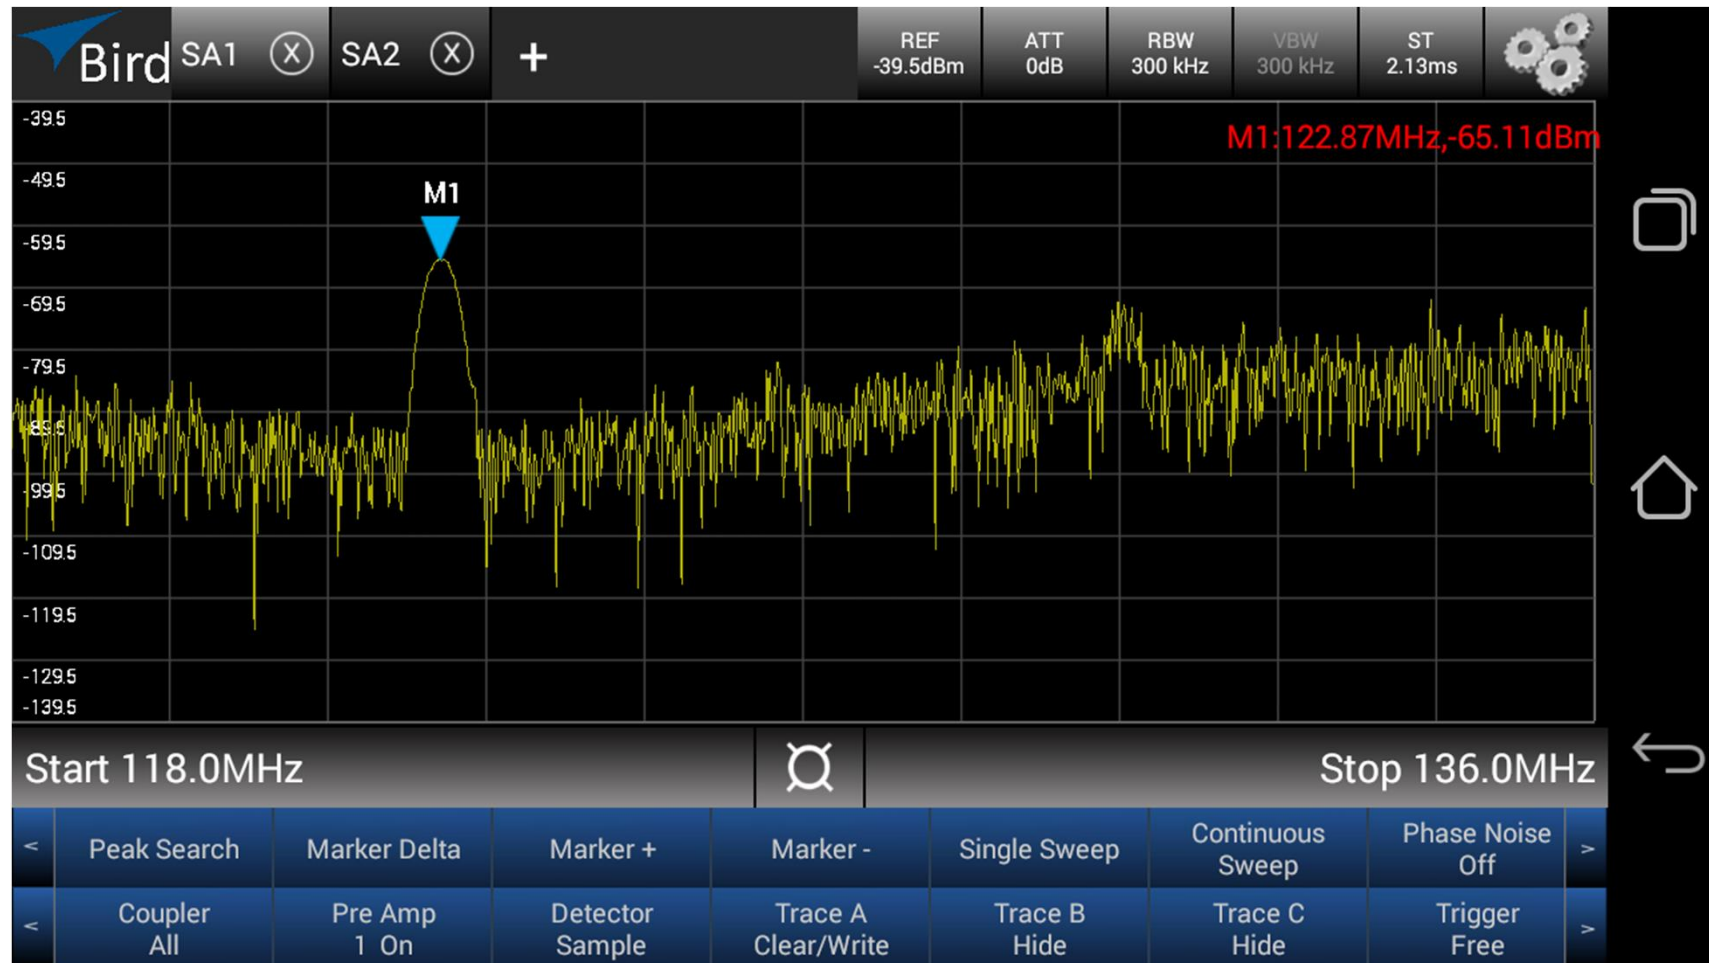 Bird
SA1 X
SA2 X
+
REF
-39.5dBm
ATT
0dB
RBW
300 kHz
VBW
300 kHz
ST
2.13ms
M1:122.87MHz,-65.11dBm
-39.5
-49.5
M1
-59.5
-69.5
-79.5
-89.5
-99.5
-109.5
-119.5
-129.5
-139.5
Start 118.0MHz
Stop 136.0MHz
< Peak Search
Marker Delta
Marker +
Marker -
Single Sweep
Continuous
Sweep
Phase Noise
Off
>
< Coupler
All
Pre Amp
1 On
Detector
Sample
Trace A
Clear/Write
Trace B
Hide
Trace C
Hide
Trigger
Free
>